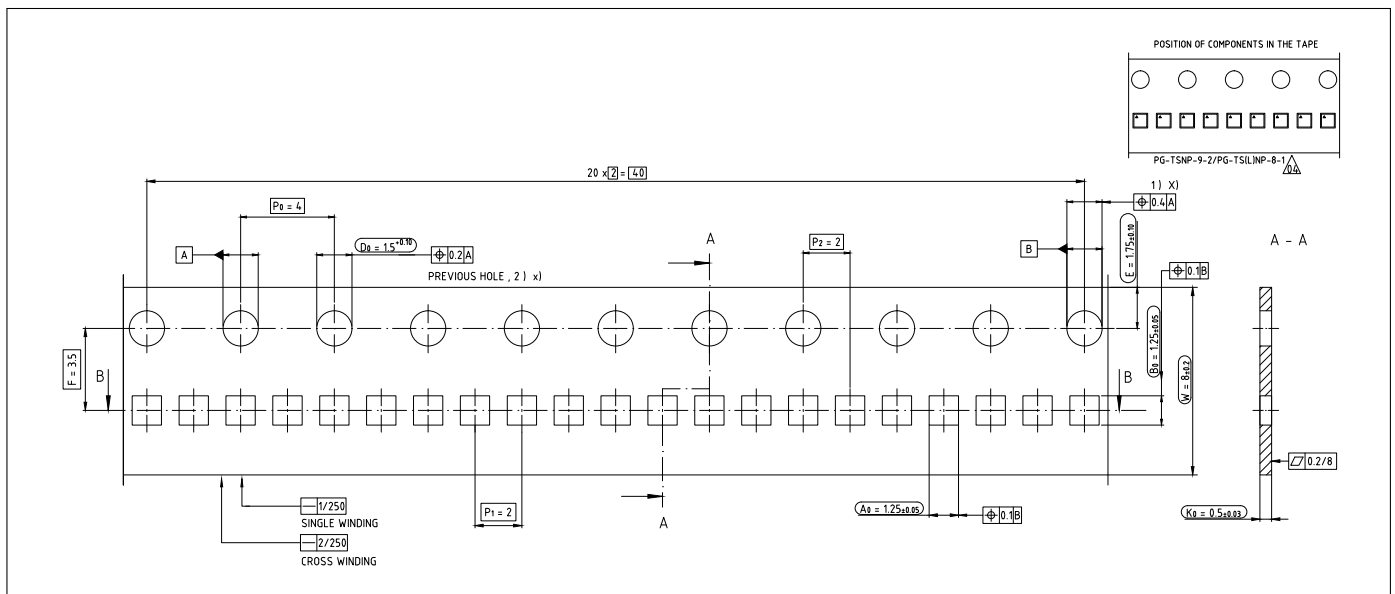 POSITION OF COMPONENTS IN THE TAPE
PG-TSNP-9-2/PG-TS(L)NP-8-1
04
20 x 2 = 40
1) X)
0.4 A
P0 = 4
A
D0 = 1.5 +0.10
0.2 A
PREVIOUS HOLE , 2 ) x)
A
P2 = 2
B
E = 1.75±0.10
A - A
0.1 B
B0 = 1.25±0.05
W = 8±0.2
F = 3.5
B
B
0.2/8
1/250
SINGLE WINDING
2/250
CROSS WINDING
P1 = 2
A
A0 = 1.25±0.05
0.1 B
K0 = 0.5±0.03